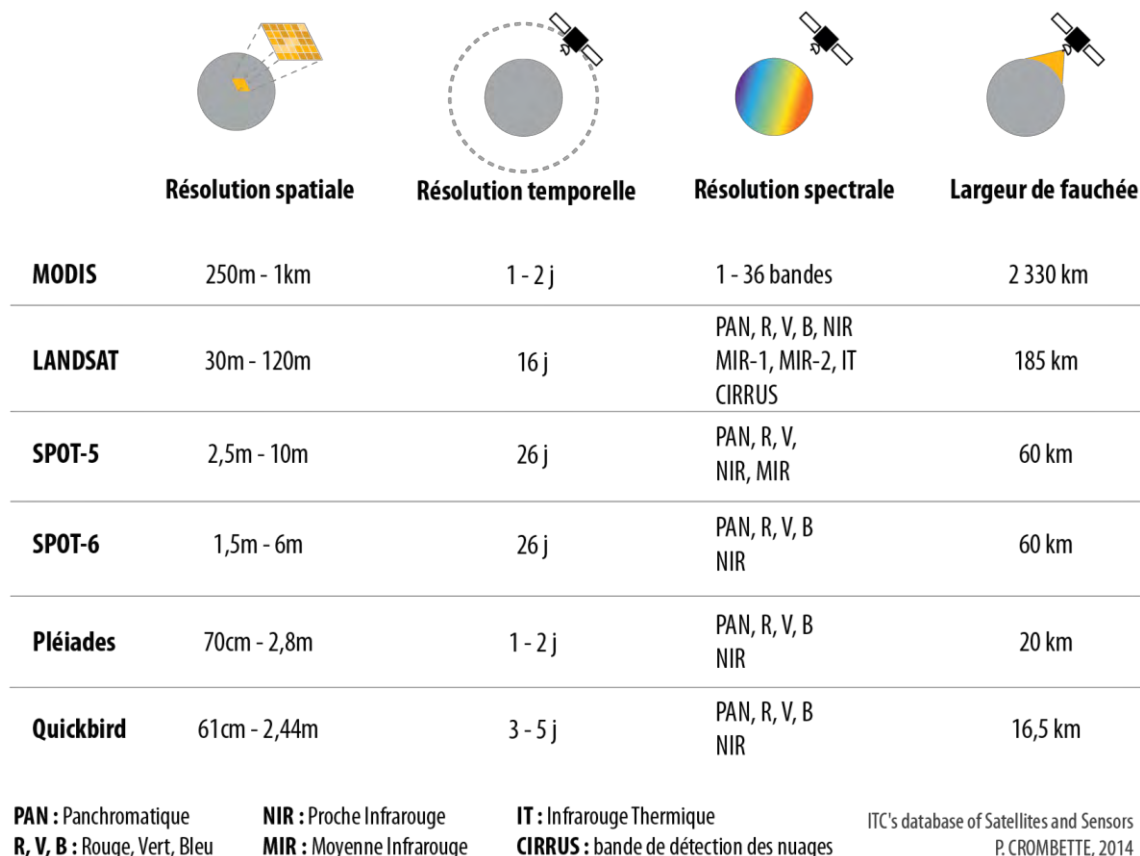 Résolution spatiale Résolution temporelle Résolution spectrale Largeur de fauchée
MODIS 250m - 1km 1 - 2 j 1 - 36 bandes 2 330 km
PAN, R, V, B, NIR
LANDSAT 30m - 120m 16 j MIR-1, MIR-2, IT 185 km
CIRRUS
PAN, R, V,
SPOT-5 2,5m - 10m 26 j 60 km
NIR, MIR
PAN, R, V, B
SPOT-6 1,5m - 6m 26 j 60 km
NIR
PAN, R, V, B
Pléiades 70cm - 2,8m 1 - 2 j 20 km
NIR
PAN, R, V, B
Quickbird 61cm - 2,44m 3 - 5 j 16,5 km
NIR
PAN : Panchromatique NIR : Proche Infrarouge IT : Infrarouge Thermique ITC's database of Satellites and Sensors
R, V, B : Rouge, Vert, Bleu MIR : Moyenne Infrarouge CIRRUS : bande de détection des nuages P. CROMBETTE, 2014